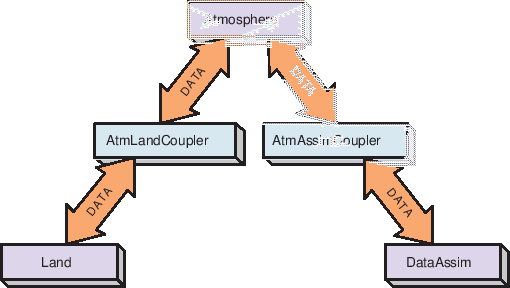 Atmosphere
DATA
DATA
AtmLandCoupler
AtmAssimCoupler
DATA
DATA
Land
DataAssim